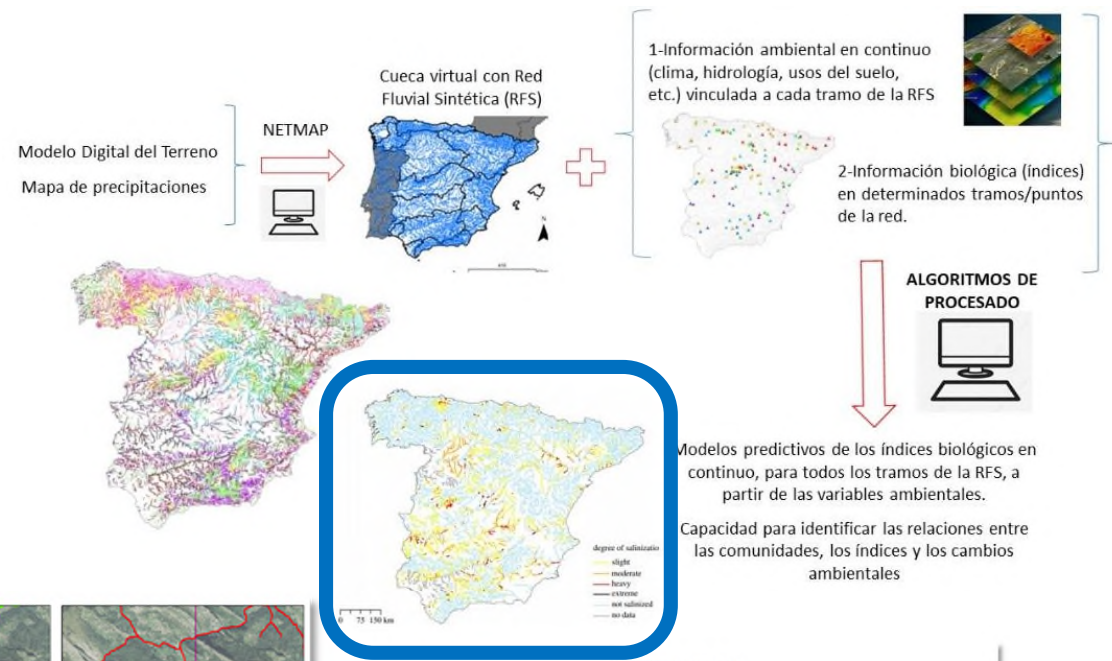 Modelo Digital del Terreno
Mapa de precipitaciones
NETMAP
Cueca virtual con Red
Fluvial Sintética (RFS)
N
1-Información ambiental en continuo
(clima, hidrología, usos del suelo,
etc.) vinculada a cada tramo de la RFS
2-Información biológica (índices)
en determinados tramos/puntos
de la red.
ALGORITMOS DE
PROCESADO
Modelos predictivos de los índices biológicos en
continuo, para todos los tramos de la RFS, a
partir de las variables ambientales.
Capacidad para identificar las relaciones entre
las comunidades, los índices y los cambios
ambientales
degree of salinizatio
slight
moderate
heavy
extreme
not salinized
no data
0 75 150 km